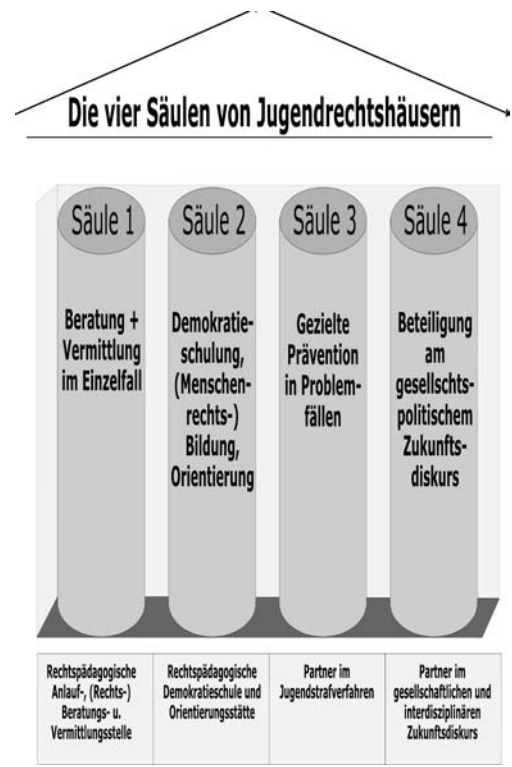 Die vier Säulen von Jugendrechtshäusern
Säule 1
Beratung +
Vermittlung
im Einzelfall
Säule 2
Demokratie-
schulung,
(Menschen-
rechts-)
Bildung,
Orientierung
Säule 3
Gezielte
Prävention
in Problem-
fällen
Säule 4
Beteiligung
am
gesellschts-
politischem
Zukunfts-
diskurs
Rechtspädagogische
Anlauf-, (Rechts-)
Beratungs- u.
Vermittlungsstelle
Rechtspädagogische
Demokratieschule und
Orientierungsstätte
Partner im
Jugendstrafverfahren
Partner im
gesellschaftlichen und
interdisziplinären
Zukunftsdiskurs